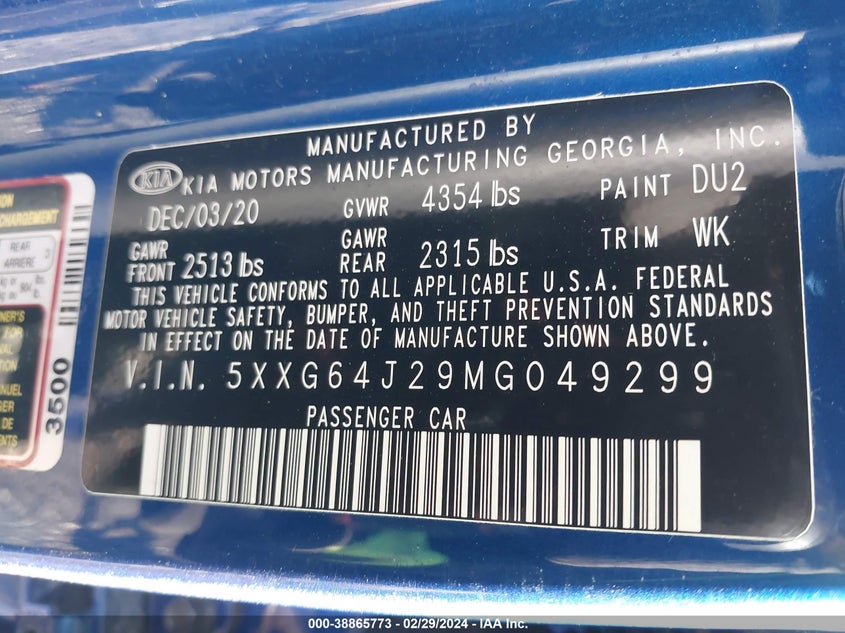 MANUFACTURED BY
KIA KIA MOTORS MANUFACTURING GEORGIA, INC.
DEC/03/20 GVWR 4354 lbs PAINT DU2
GAWR FRONT 2513 lbs GAWR REAR 2315 lbs TRIM WK
THIS VEHICLE CONFORMS TO ALL APPLICABLE U.S.A. FEDERAL
MOTOR VEHICLE SAFETY, BUMPER, AND THEFT PREVENTION STANDARDS
IN EFFECT ON THE DATE OF MANUFACTURE SHOWN ABOVE.
V.I.N. 5XXG64J29MG049299
PASSENGER CAR
REAR
ARRIÈRE
3500
000-38865773 - 02/29/2024 - IAA Inc.